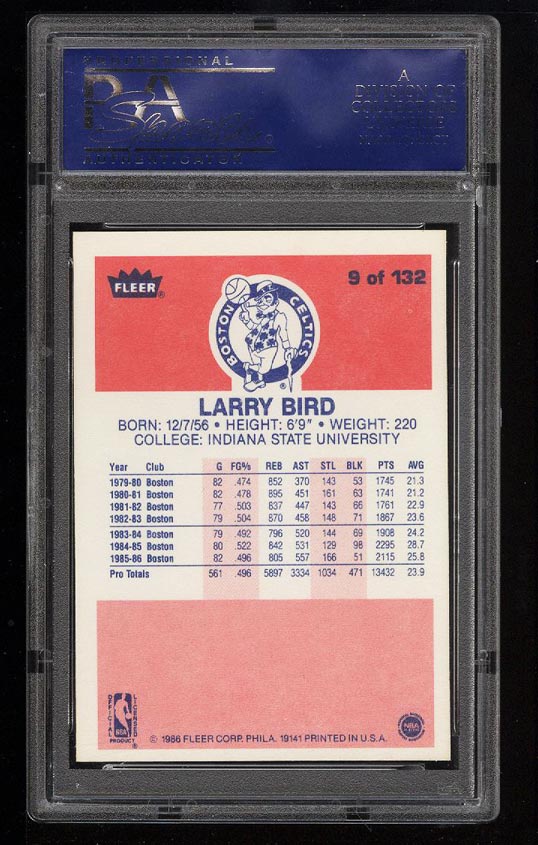 PROFESSIONAL
PSA
Sports
AUTHENTICATOR
A
DIVISION OF
COLLECTORS
UNIVERSE
FLEER®
9 of 132
BOSTON CELTICS
®
LARRY BIRD
BORN: 12/7/56 • HEIGHT: 6'9" • WEIGHT: 220
COLLEGE: INDIANA STATE UNIVERSITY
Year Club G FG% REB AST STL BLK PTS AVG
1979-80 Boston 82 .474 852 370 143 53 1745 21.3
1980-81 Boston 82 .478 895 451 161 63 1741 21.2
1981-82 Boston 77 .503 837 447 143 66 1761 22.9
1982-83 Boston 79 .504 870 458 148 71 1867 23.6
1983-84 Boston 79 .492 796 520 144 69 1908 24.2
1984-85 Boston 80 .522 842 531 129 98 2295 28.7
1985-86 Boston 82 .496 805 557 166 51 2115 25.8
Pro Totals 561 .496 5897 3334 1034 471 13432 23.9
OFFICIAL LICENSED
NBA
PRODUCT ®
© 1986 FLEER CORP. PHILA. 19141 PRINTED IN U.S.A.
NBA